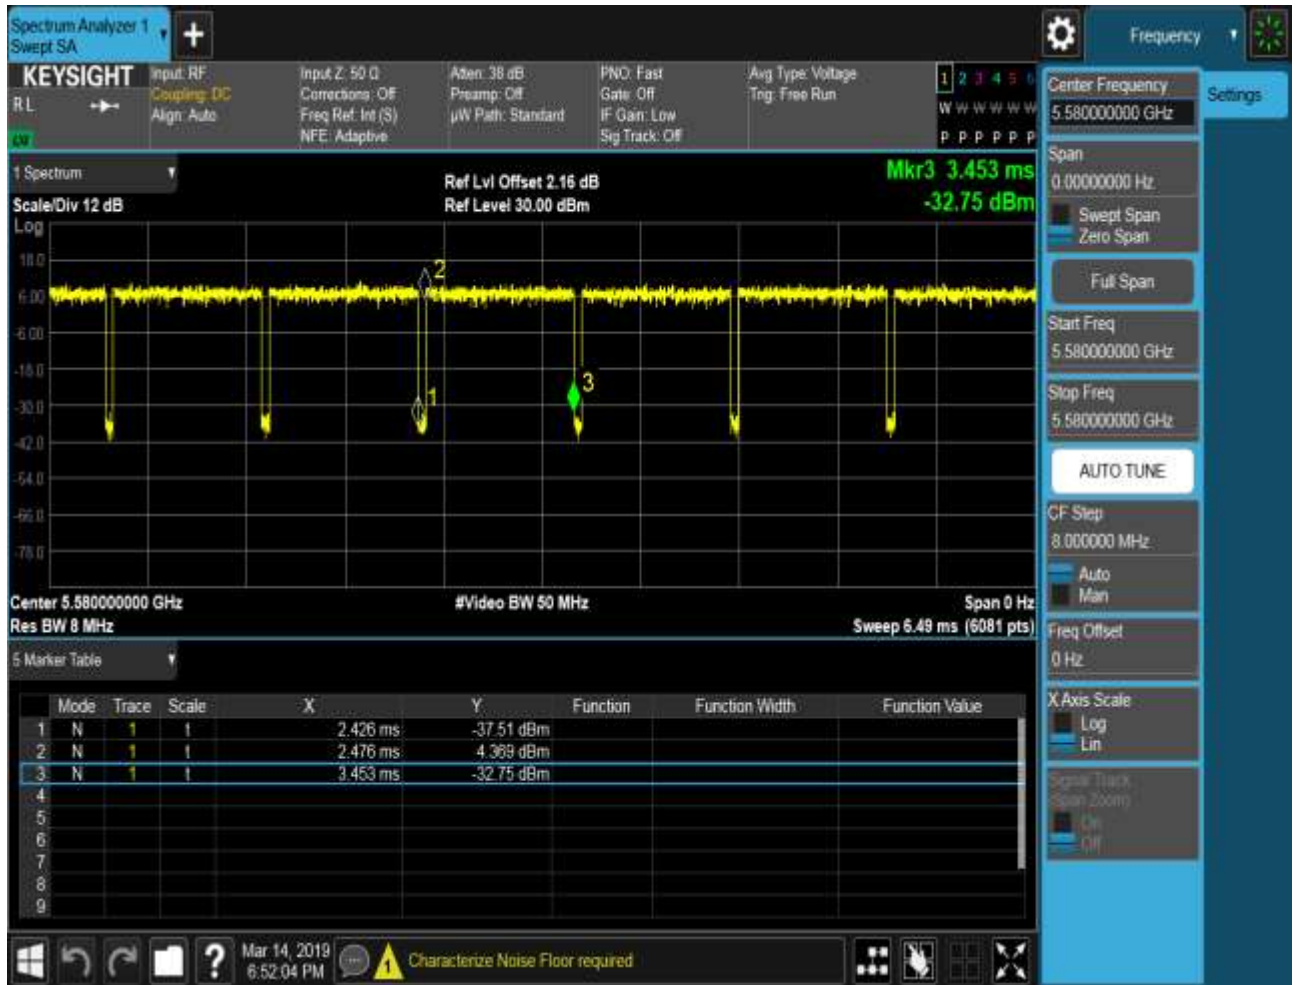 Spectrum Analyzer 1
Swept SA
+
Frequency
KEYSIGHT
Input: RF
Coupling: DC
Align: Auto
RL
Input Z: 50 Ω
Corrections: Off
Freq Ref: Int (S)
NFE: Adaptive
Atten: 38 dB
Preamp: Off
µW Path: Standard
PNO: Fast
Gate: Off
IF Gain: Low
Sig Track: Off
Avg Type: Voltage
Trig: Free Run
1 2 3 4 5 6
W W W W W W
P P P P P P
1 Spectrum
Scale/Div 12 dB
Log
Ref Lvl Offset 2.16 dB
Ref Level 30.00 dBm
Mkr3 3.453 ms
-32.75 dBm
18.0
6.00
-6.00
-18.0
-30.0
-42.0
-54.0
-66.0
-78.0
2
1
3
Center 5.580000000 GHz
#Video BW 50 MHz
Span 0 Hz
Res BW 8 MHz
Sweep 6.49 ms (6081 pts)
5 Marker Table
Mode Trace Scale X Y Function Function Width Function Value
1 N 1 t 2.426 ms -37.51 dBm
2 N 1 t 2.476 ms 4.369 dBm
3 N 1 t 3.453 ms -32.75 dBm
4
5
6
7
8
9
Mar 14, 2019
6:52:04 PM
?
1
Characterize Noise Floor required
Center Frequency
5.580000000 GHz
Settings
Span
0.00000000 Hz
Swept Span
Zero Span
Full Span
Start Freq
5.580000000 GHz
Stop Freq
5.580000000 GHz
AUTO TUNE
CF Step
8.000000 MHz
Auto
Man
Freq Offset
0 Hz
X Axis Scale
Log
Lin
Signal Track
(Span Zoom)
On
Off